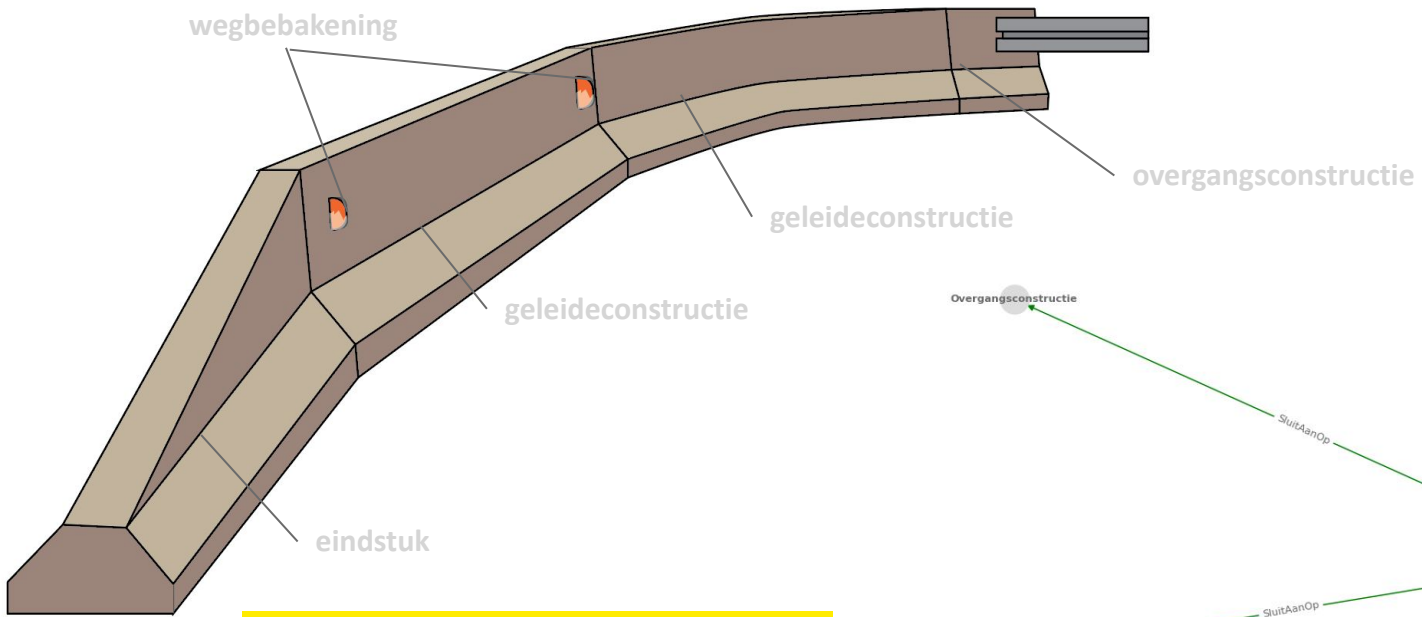 wegbebakening
overgangsconstructie
geleideconstructie
Overgangsconstructie
geleideconstructie
SluitAanOp
eindstuk
SluitAanOp